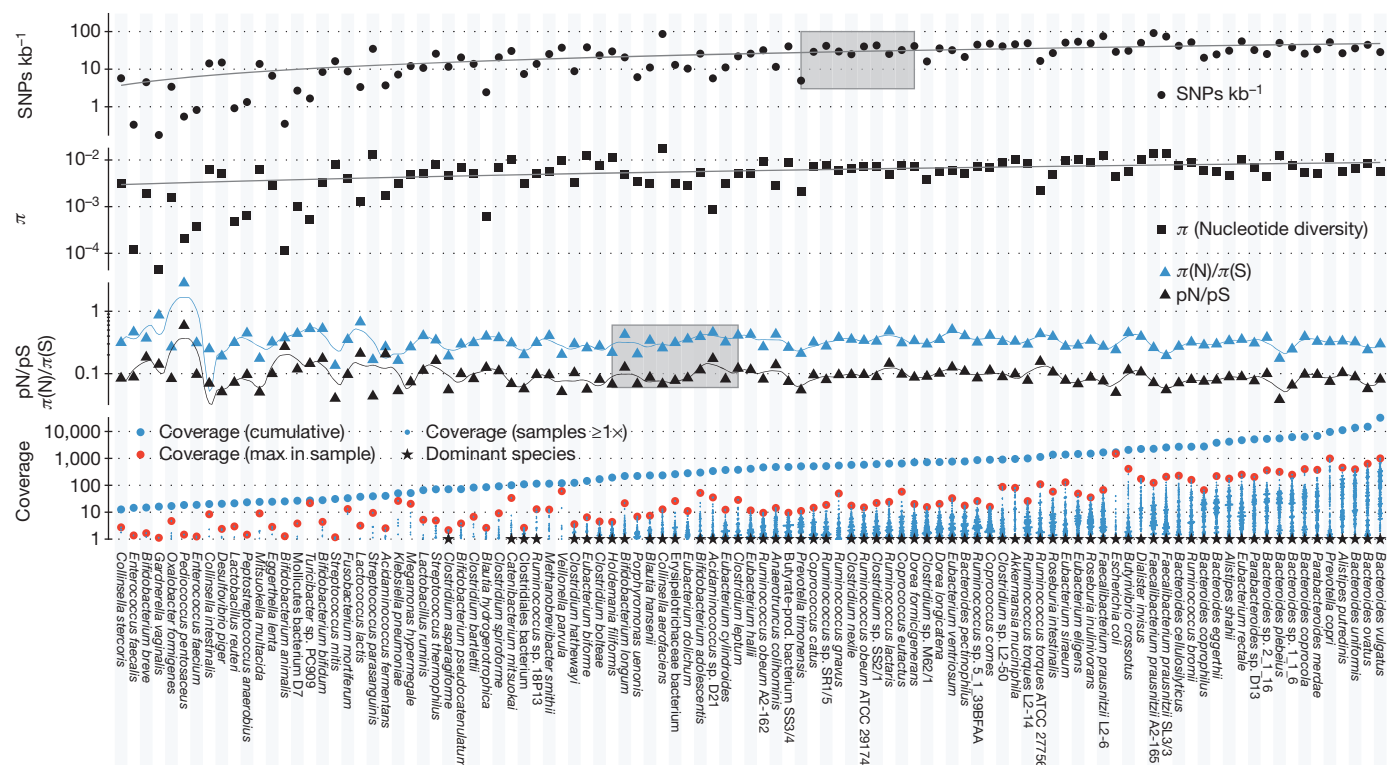 SNPs kb⁻¹
100
10
1
SNPs kb⁻¹
π
10⁻²
10⁻³
10⁻⁴
π (Nucleotide diversity)
pN/pS
π(N)/π(S)
1
0.1
π(N)/π(S)
pN/pS
Coverage
10,000
1,000
100
10
1
Coverage (cumulative)
Coverage (samples ≥1×)
Coverage (max in sample)
Dominant species
Collinsella stercoris
Enterococcus faecalis
Bifidobacterium breve
Gardnerella vaginalis
Oxalobacter formigenes
Pediococcus pentosaceus
Enterococcus faecium
Collinsella intestinalis
Desulfovibrio piger
Lactobacillus reuteri
Peptostreptococcus anaerobius
Mitsuokella multacida
Eggerthella lenta
Bifidobacterium animalis
Mollicutes bacterium D7
Turicibacter sp. PC909
Bifidobacterium bifidum
Streptococcus mitis
Fusobacterium mortiferum
Lactococcus lactis
Streptococcus parasanguinis
Acidaminococcus fermentans
Klebsiella pneumoniae
Megamonas hypermegale
Lactobacillus ruminis
Streptococcus thermophilus
Clostridium asparagiforme
Bifidobacterium pseudocatenulatum
Clostridium bartlettii
Blautia hydrogenotrophica
Clostridium spiroforme
Catenibacterium mitsuokai
Clostridiales bacterium
Ruminococcus sp. 18P13
Methanobrevibacter smithii
Veillonella parvula
Clostridium hathewayi
Eubacterium biforme
Clostridium bolteae
Holdemania filiformis
Bifidobacterium longum
Porphyromonas uenonis
Blautia hansenii
Collinsella aerofaciens
Erysipelotrichaceae bacterium
Eubacterium dolichum
Bifidobacterium adolescentis
Acidaminococcus sp. D21
Eubacterium cylindroides
Clostridium leptum
Eubacterium hallii
Ruminococcus obeum A2-162
Anaerotruncus colihominis
Butyrate-prod. bacterium SS3/4
Prevotella timonensis
Coprococcus catus
Ruminococcus sp. SR1/5
Ruminococcus gnavus
Clostridium nexile
Ruminococcus obeum ATCC 29174
Clostridium sp. SS2/1
Ruminococcus lactaris
Coprococcus eutactus
Dorea formicigenerans
Clostridium sp. M62/1
Dorea longicatena
Eubacterium ventriosum
Bacteroides pectinophilus
Ruminococcus sp. 5_1_39BFAA
Coprococcus comes
Clostridium sp. L2-50
Akkermansia muciniphila
Ruminococcus torques L2-14
Ruminococcus torques ATCC 27756
Roseburia intestinalis
Eubacterium siraeum
Eubacterium eligens
Roseburia inulinivorans
Faecalibacterium prausnitzii L2-6
Escherichia coli
Butyrivibrio crossotus
Dialister invisus
Faecalibacterium prausnitzii A2-165
Faecalibacterium prausnitzii SL3/3
Bacteroides cellulosilyticus
Ruminococcus bromii
Bacteroides coprophilus
Bacteroides eggerthii
Alistipes shahii
Eubacterium rectale
Parabacteroides sp. D13
Bacteroides sp. 2_1_16
Bacteroides plebeius
Bacteroides sp. 1_1_6
Bacteroides coprocola
Parabacteroides merdae
Prevotella copri
Alistipes putredinis
Bacteroides uniformis
Bacteroides ovatus
Bacteroides vulgatus